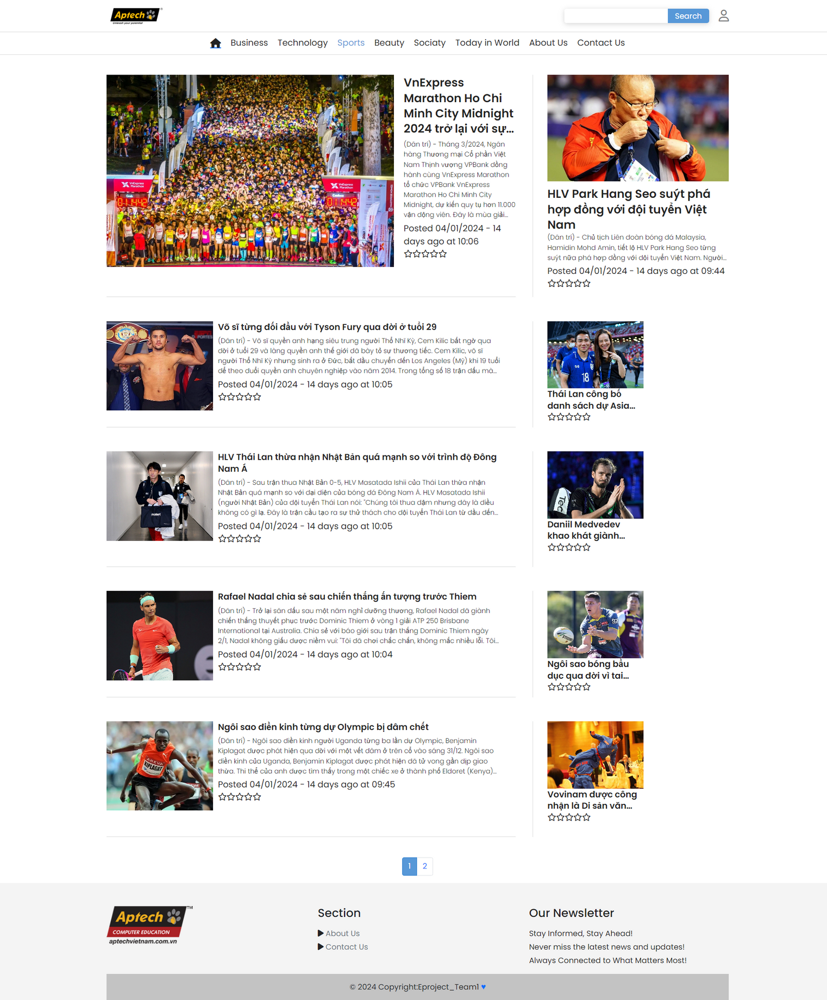 Aptech
Unleash your potential
Search
Business Technology Sports Beauty Sociaty Today in World About Us Contact Us
VnExpress
Marathon Ho Chi
Minh City Midnight
2024 trở lại với sự...
(Dân trí) - Tháng 3/2024, Ngân
hàng Thương mại Cổ phần Việt
Nam Thịnh vượng VPBank đồng
hành cùng VnExpress Marathon
tổ chức VPBank VnExpress
Marathon Ho Chi Minh City
Midnight, dự kiến quy tụ hơn 11.000
vận động viên. Đây là mùa giải...
Posted 04/01/2024 - 14
days ago at 10:06
VnExpress
Marathon
01:14:42
VnExpress
Marathon
01:14:42
HLV Park Hang Seo suýt phá
hợp đồng với đội tuyển Việt
Nam
(Dân trí) - Chủ tịch Liên đoàn bóng đá Malaysia,
Hamidin Mohd Amin, tiết lộ HLV Park Hang Seo từng
suýt nữa phá hợp đồng với đội tuyển Việt Nam. Người...
Posted 04/01/2024 - 14 days ago at 09:44
Võ sĩ từng đối đầu với Tyson Fury qua đời ở tuổi 29
(Dân trí) - Võ sĩ quyền anh hạng siêu trung người Thổ Nhĩ Kỳ, Cem Kilic bất ngờ qua
đời ở tuổi 29 và làng quyền anh thế giới đã bày tỏ sự thương tiếc. Cem Kilic, võ sĩ
người Thổ Nhĩ Kỳ nhưng sinh ra ở Đức, bắt đầu chuyển đến Los Angeles (Mỹ) khi 19 tuổi
để theo đuổi quyền anh chuyên nghiệp vào năm 2014. Trong tổng số 18 trận đấu mà...
Posted 04/01/2024 - 14 days ago at 10:05
18
Thái Lan công bố
danh sách dự Asia...
HLV Thái Lan thừa nhận Nhật Bản quá mạnh so với trình độ Đông
Nam Á
(Dân trí) - Sau trận thua Nhật Bản 0-5, HLV Masatada Ishii của Thái Lan thừa nhận
Nhật Bản quá mạnh so với đại diện của bóng đá Đông Nam Á. HLV Masatada Ishii
(người Nhật Bản) của đội tuyển Thái Lan nói: "Chúng tôi thua đậm nhưng đây là điều
không có gì lạ. Đây là trận cầu tạo ra sự thử thách cho đội tuyển Thái Lan từ đầu đến...
Posted 04/01/2024 - 14 days ago at 10:05
molten
Tec
Daniil Medvedev
khao khát giành...
Rafael Nadal chia sẻ sau chiến thắng ấn tượng trước Thiem
(Dân trí) - Trở lại sân đấu sau một năm nghỉ dưỡng thương, Rafael Nadal đã giành
chiến thắng thuyết phục trước Dominic Thiem ở vòng 1 giải ATP 250 Brisbane
International tại Australia. Chia sẻ với báo giới sau trận thắng Dominic Thiem ngày
2/1, Nadal không giấu được niềm vui: "Tôi đã chơi chắc chắn, không mắc nhiều lỗi. Tôi...
Posted 04/01/2024 - 14 days ago at 10:04
Ngôi sao bóng bầu
dục qua đời vì tai...
Ngôi sao điền kinh từng dự Olympic bị đâm chết
(Dân trí) - Ngôi sao điền kinh người Uganda từng ba lần dự Olympic, Benjamin
Kiplagat được phát hiện qua đời với một vết đâm ở trên cổ vào sáng 31/12. Ngôi sao
điền kinh của Uganda, Benjamin Kiplagat được phát hiện đã tử vong gần dịp giao
thừa. Thi thể của anh được tìm thấy trong một chiếc xe ở thành phố Eldoret (Kenya)...
Posted 04/01/2024 - 14 days ago at 09:45
AREVA
KIPLAGAT
Vovinam được công
nhận là Di sản văn...
1 2
Aptech TM
COMPUTER EDUCATION
aptechvietnam.com.vn
Section
About Us
Contact Us
Our Newsletter
Stay Informed, Stay Ahead!
Never miss the latest news and updates!
Always Connected to What Matters Most!
© 2024 Copyright:Eproject_Team1 ♥